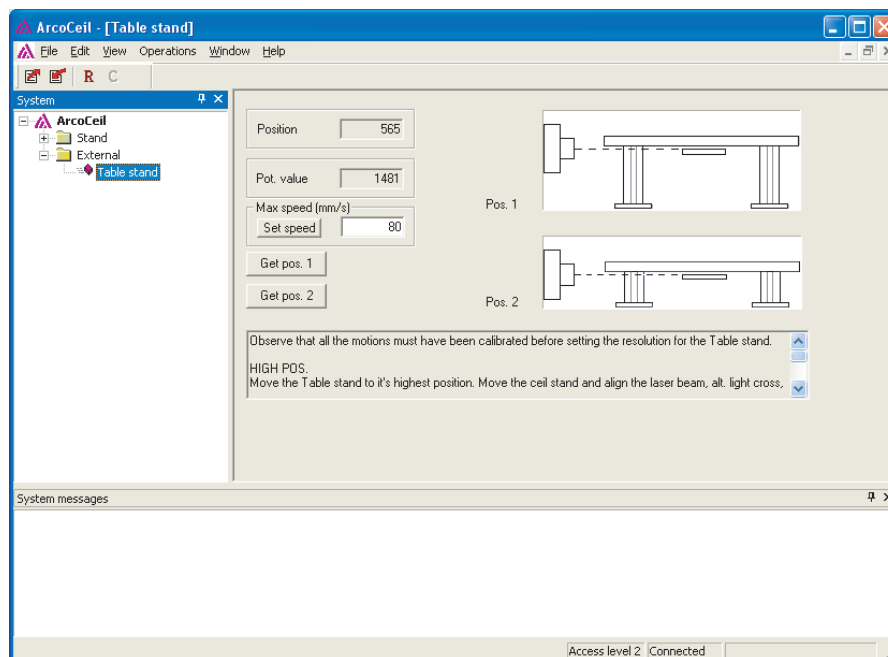 ArcoCeil - [Table stand]
File Edit View Operations Window Help
R C
System
ArcoCeil
Stand
External
Table stand
Position 565
Pot. value 1481
Max speed (mm/s)
Set speed 80
Get pos. 1
Get pos. 2
Pos. 1
Pos. 2
Observe that all the motions must have been calibrated before setting the resolution for the Table stand.
HIGH POS.
Move the Table stand to it's highest position. Move the ceil stand and align the laser beam, alt. light cross,
System messages
Access level 2 Connected